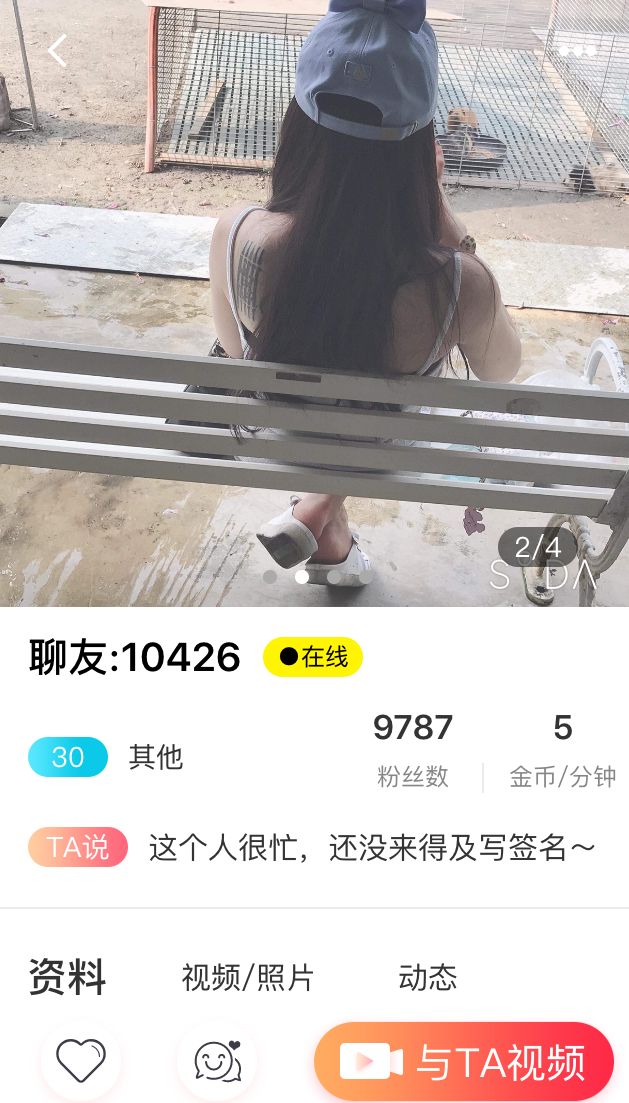 2/4
SODA
聊友:10426
●在线
9787
5
30
其他
粉丝数
金币/分钟
TA说
这个人很忙，还没来得及写签名～
资料
视频/照片
动态
与TA视频